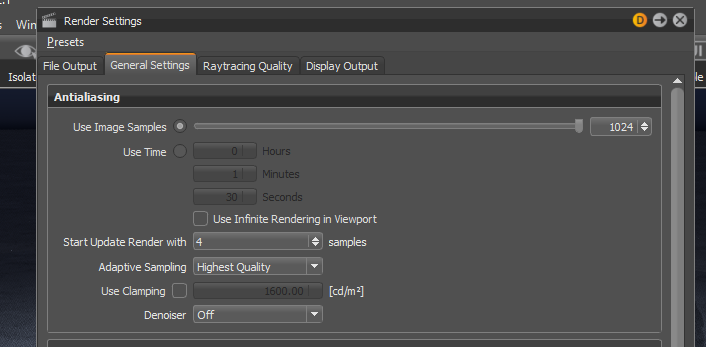 Render Settings
D
Win
Presets
File Output
General Settings
Raytracing Quality
Display Output
Isolat
Antialiasing
Use Image Samples
1024
Use Time
0
Hours
1
Minutes
30
Seconds
Use Infinite Rendering in Viewport
Start Update Render with
4
samples
Adaptive Sampling
Highest Quality
Use Clamping
1600.00
[cd/m²]
Denoiser
Off